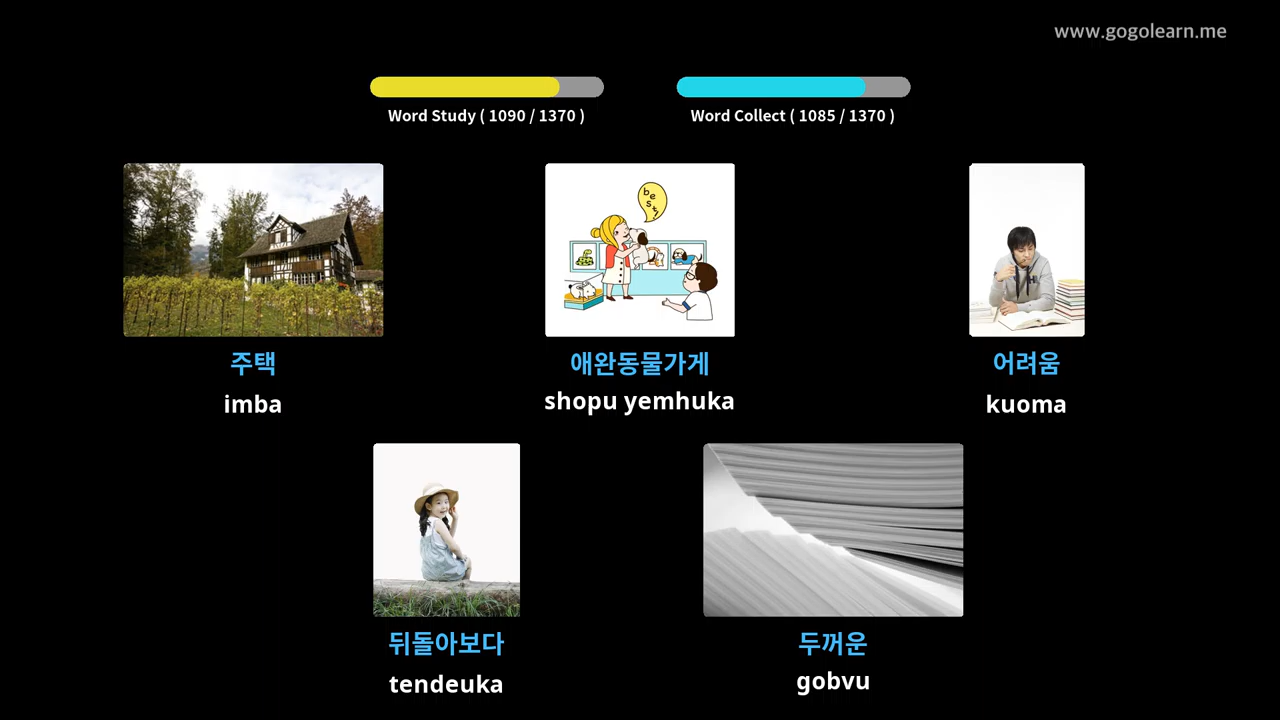 www.gogolearn.me
Word Study ( 1090 / 1370 )
Word Collect ( 1085 / 1370 )
best
주택
imba
애완동물가게
shopu yemhuka
어려움
kuoma
뒤돌아보다
tendeuka
두꺼운
gobvu